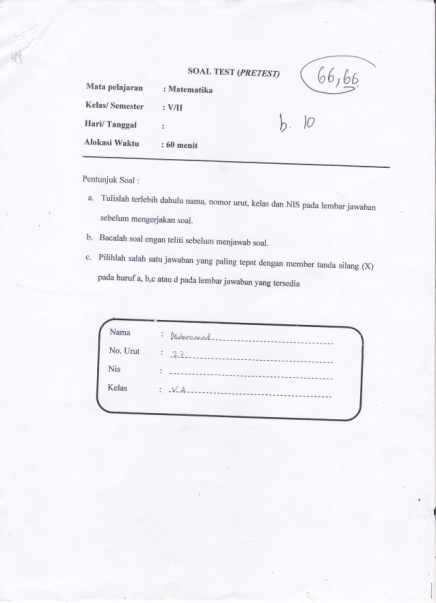 SOAL TEST (PRETEST)
66,66
Mata pelajaran : Matematika
Kelas/ Semester : V/II
b. 10
Hari/ Tanggal :
Alokasi Waktu : 60 menit
Pentunjuk Soal :
a. Tulislah terlebih dahulu nama, nomor urut, kelas dan NIS pada lembar jawaban
sebelum mengerjakan soal.
b. Bacalah soal engan teliti sebelum menjawab soal.
c. Pilihlah salah satu jawaban yang paling tepat dengan member tanda silang (X)
pada huruf a, b,c atau d pada lembar jawaban yang tersedia
Nama : Muhammad
No. Urut : 23
Nis :
Kelas : V.A